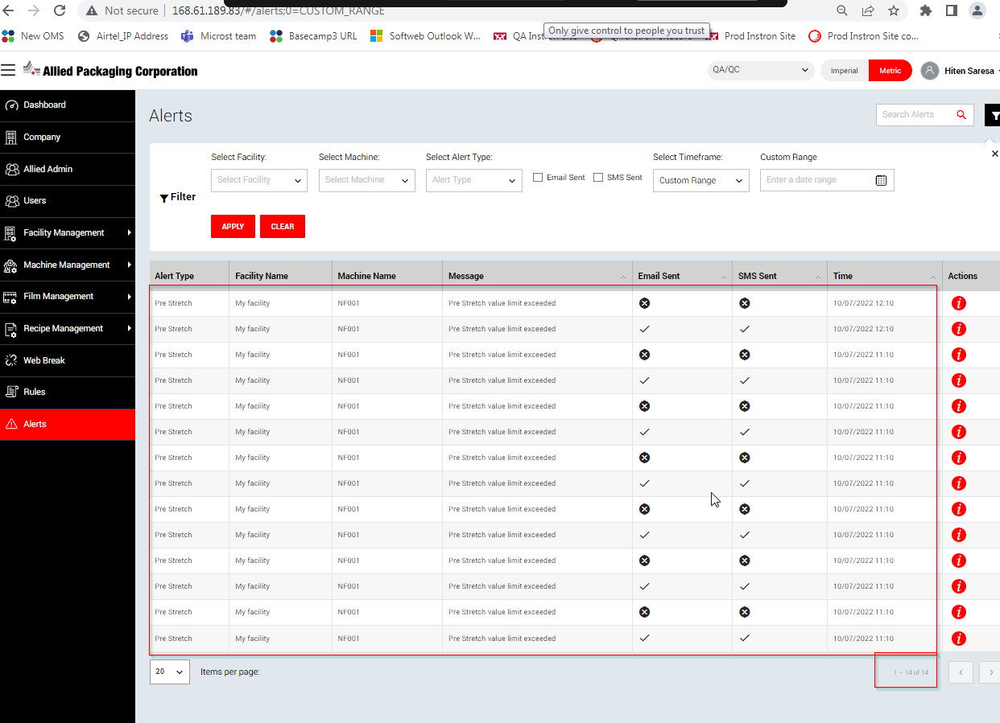 Not secure | 168.61.189.83/#/alerts;0=CUSTOM_RANGE
New OMS Airtel_IP Address Microst team Basecamp3 URL Softweb Outlook W... Prod Instron Site Prod Instron Site co...
Only give control to people you trust
Allied Packaging Corporation
QA/QC Imperial Metric Hiten Saresa
Dashboard
Company
Allied Admin
Users
Facility Management
Machine Management
Film Management
Recipe Management
Web Break
Rules
Alerts
Alerts
Search Alerts
Filter
Select Facility: Select Machine: Select Alert Type: Select Timeframe: Custom Range
Select Facility Select Machine Alert Type Email Sent SMS Sent Custom Range Enter a date range
APPLY CLEAR
Alert Type Facility Name Machine Name Message Email Sent SMS Sent Time Actions
Pre Stretch My facility NF001 Pre Stretch value limit exceeded 10/07/2022 12:10
Pre Stretch My facility NF001 Pre Stretch value limit exceeded 10/07/2022 12:10
Pre Stretch My facility NF001 Pre Stretch value limit exceeded 10/07/2022 11:10
Pre Stretch My facility NF001 Pre Stretch value limit exceeded 10/07/2022 11:10
Pre Stretch My facility NF001 Pre Stretch value limit exceeded 10/07/2022 11:10
Pre Stretch My facility NF001 Pre Stretch value limit exceeded 10/07/2022 11:10
Pre Stretch My facility NF001 Pre Stretch value limit exceeded 10/07/2022 11:10
Pre Stretch My facility NF001 Pre Stretch value limit exceeded 10/07/2022 11:10
Pre Stretch My facility NF001 Pre Stretch value limit exceeded 10/07/2022 11:10
Pre Stretch My facility NF001 Pre Stretch value limit exceeded 10/07/2022 11:10
Pre Stretch My facility NF001 Pre Stretch value limit exceeded 10/07/2022 11:10
Pre Stretch My facility NF001 Pre Stretch value limit exceeded 10/07/2022 11:10
Pre Stretch My facility NF001 Pre Stretch value limit exceeded 10/07/2022 11:10
Pre Stretch My facility NF001 Pre Stretch value limit exceeded 10/07/2022 11:10
20 Items per page: 1 – 14 of 14